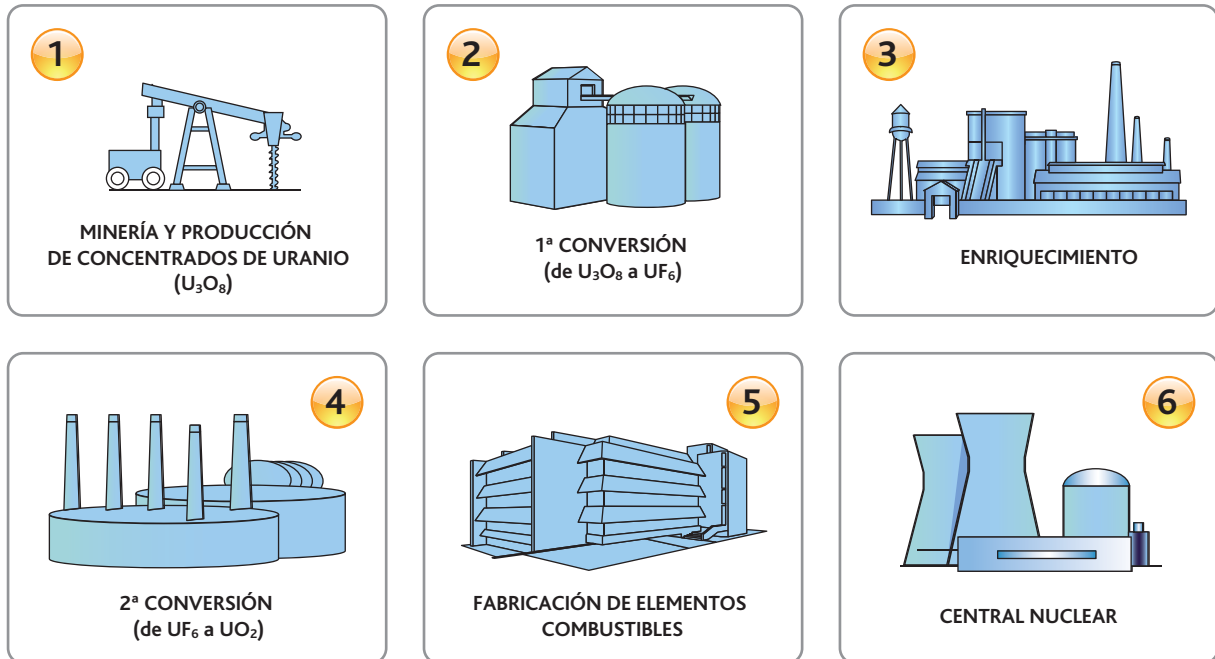 1
MINERÍA Y PRODUCCIÓN
DE CONCENTRADOS DE URANIO
(U₃O₈)
2
1ª CONVERSIÓN
(de U₃O₈ a UF₆)
3
ENRIQUECIMIENTO
4
2ª CONVERSIÓN
(de UF₆ a UO₂)
5
FABRICACIÓN DE ELEMENTOS
COMBUSTIBLES
6
CENTRAL NUCLEAR